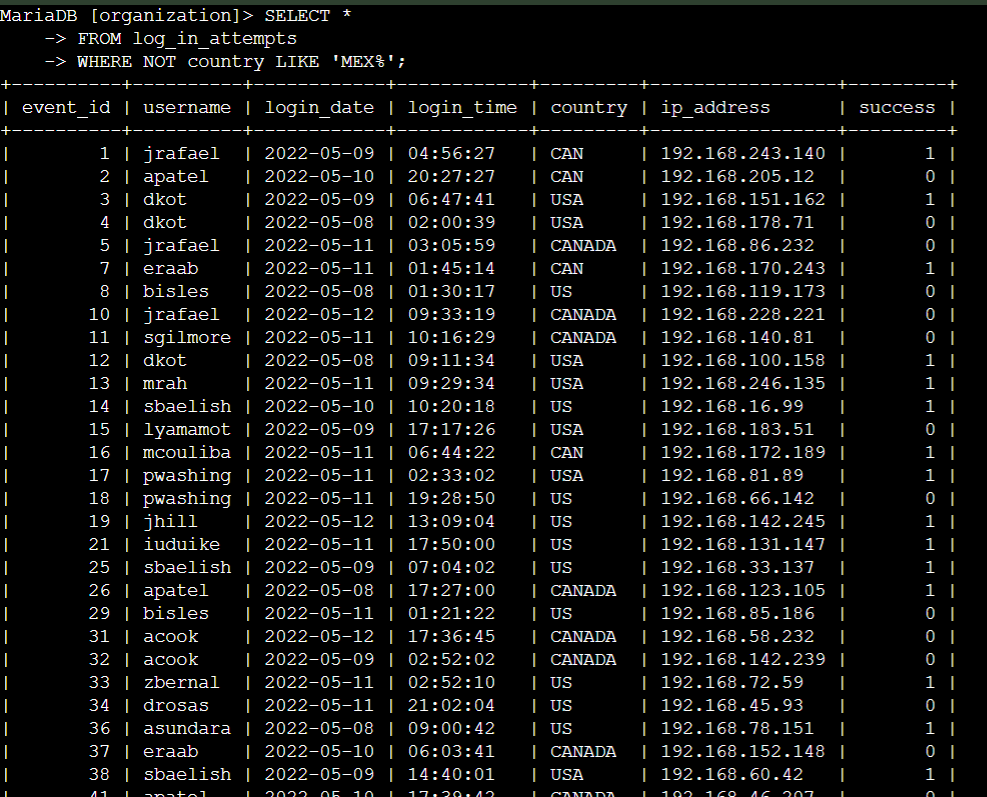 MariaDB [organization]> SELECT *
    -> FROM log_in_attempts
    -> WHERE NOT country LIKE 'MEX%';
+----------+----------+------------+------------+---------+-----------------+---------+
| event_id | username | login_date | login_time | country | ip_address      | success |
+----------+----------+------------+------------+---------+-----------------+---------+
|        1 | jrafael  | 2022-05-09 | 04:56:27   | CAN     | 192.168.243.140 |       1 |
|        2 | apatel   | 2022-05-10 | 20:27:27   | CAN     | 192.168.205.12  |       0 |
|        3 | dkot     | 2022-05-09 | 06:47:41   | USA     | 192.168.151.162 |       1 |
|        4 | dkot     | 2022-05-08 | 02:00:39   | USA     | 192.168.178.71  |       0 |
|        5 | jrafael  | 2022-05-11 | 03:05:59   | CANADA  | 192.168.86.232  |       0 |
|        7 | eraab    | 2022-05-11 | 01:45:14   | CAN     | 192.168.170.243 |       1 |
|        8 | bisles   | 2022-05-08 | 01:30:17   | US      | 192.168.119.173 |       0 |
|       10 | jrafael  | 2022-05-12 | 09:33:19   | CANADA  | 192.168.228.221 |       0 |
|       11 | sgilmore | 2022-05-11 | 10:16:29   | CANADA  | 192.168.140.81  |       0 |
|       12 | dkot     | 2022-05-08 | 09:11:34   | USA     | 192.168.100.158 |       1 |
|       13 | mrah     | 2022-05-11 | 09:29:34   | USA     | 192.168.246.135 |       1 |
|       14 | sbaelish | 2022-05-10 | 10:20:18   | US      | 192.168.16.99   |       1 |
|       15 | lyamamot | 2022-05-09 | 17:17:26   | USA     | 192.168.183.51  |       0 |
|       16 | mcouliba | 2022-05-11 | 06:44:22   | CAN     | 192.168.172.189 |       1 |
|       17 | pwashing | 2022-05-11 | 02:33:02   | USA     | 192.168.81.89   |       1 |
|       18 | pwashing | 2022-05-11 | 19:28:50   | US      | 192.168.66.142  |       0 |
|       19 | jhill    | 2022-05-12 | 13:09:04   | US      | 192.168.142.245 |       1 |
|       21 | iuduike  | 2022-05-11 | 17:50:00   | US      | 192.168.131.147 |       1 |
|       25 | sbaelish | 2022-05-09 | 07:04:02   | US      | 192.168.33.137  |       1 |
|       26 | apatel   | 2022-05-08 | 17:27:00   | CANADA  | 192.168.123.105 |       1 |
|       29 | bisles   | 2022-05-11 | 01:21:22   | US      | 192.168.85.186  |       0 |
|       31 | acook    | 2022-05-12 | 17:36:45   | CANADA  | 192.168.58.232  |       0 |
|       32 | acook    | 2022-05-09 | 02:52:02   | CANADA  | 192.168.142.239 |       0 |
|       33 | zbernal  | 2022-05-11 | 02:52:10   | US      | 192.168.72.59   |       1 |
|       34 | drosas   | 2022-05-11 | 21:02:04   | US      | 192.168.45.93   |       0 |
|       36 | asundara | 2022-05-08 | 09:00:42   | US      | 192.168.78.151  |       1 |
|       37 | eraab    | 2022-05-10 | 06:03:41   | CANADA  | 192.168.152.148 |       0 |
|       38 | sbaelish | 2022-05-09 | 14:40:01   | USA     | 192.168.60.42   |       1 |
|       41 | apatel   | 2022-05-10 | 17:39:42   | CANADA  | 192.168.46.207  |       0 |